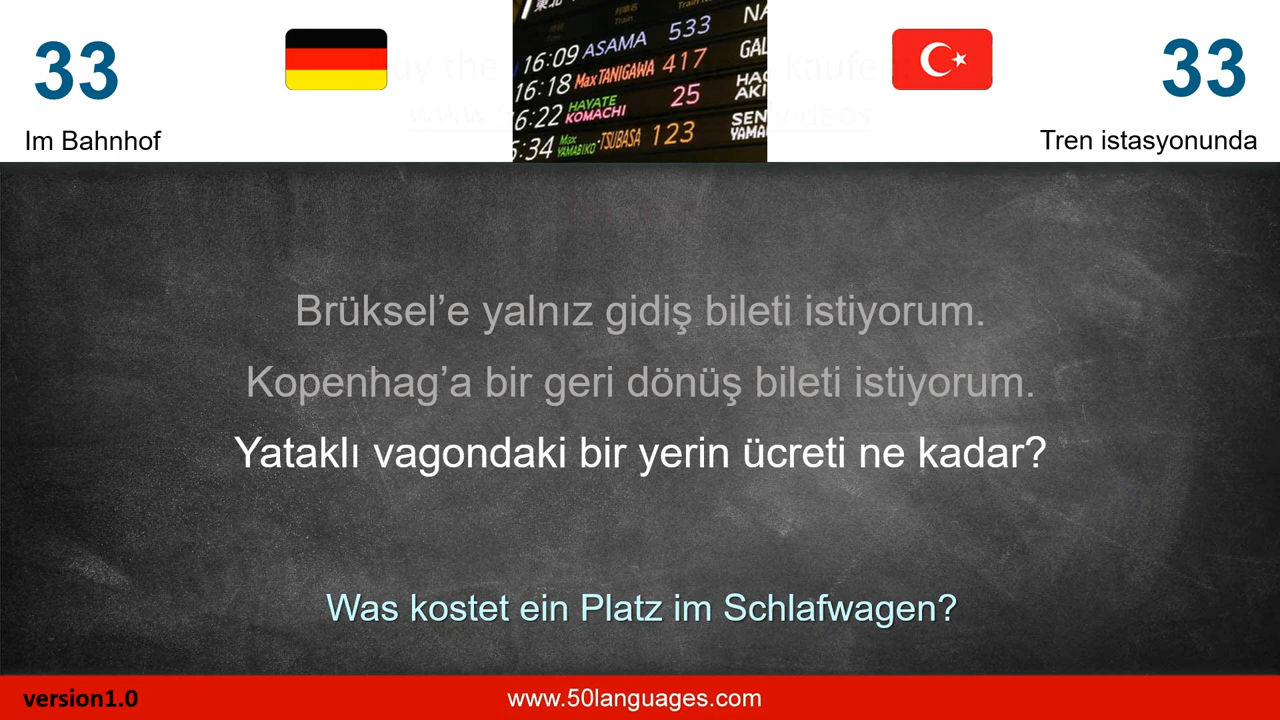 33
33
Im Bahnhof
Tren istasyonunda
東北
16:09 ASAMA 533
16:18 Max TANIGAWA 417
6:22 HAYATE KOMACHI 25
:34 Max YAMABIKO TSUBASA 123
Brüksel’e yalnız gidiş bileti istiyorum.
Kopenhag’a bir geri dönüş bileti istiyorum.
Yataklı vagondaki bir yerin ücreti ne kadar?
Was kostet ein Platz im Schlafwagen?
version1.0
www.50languages.com